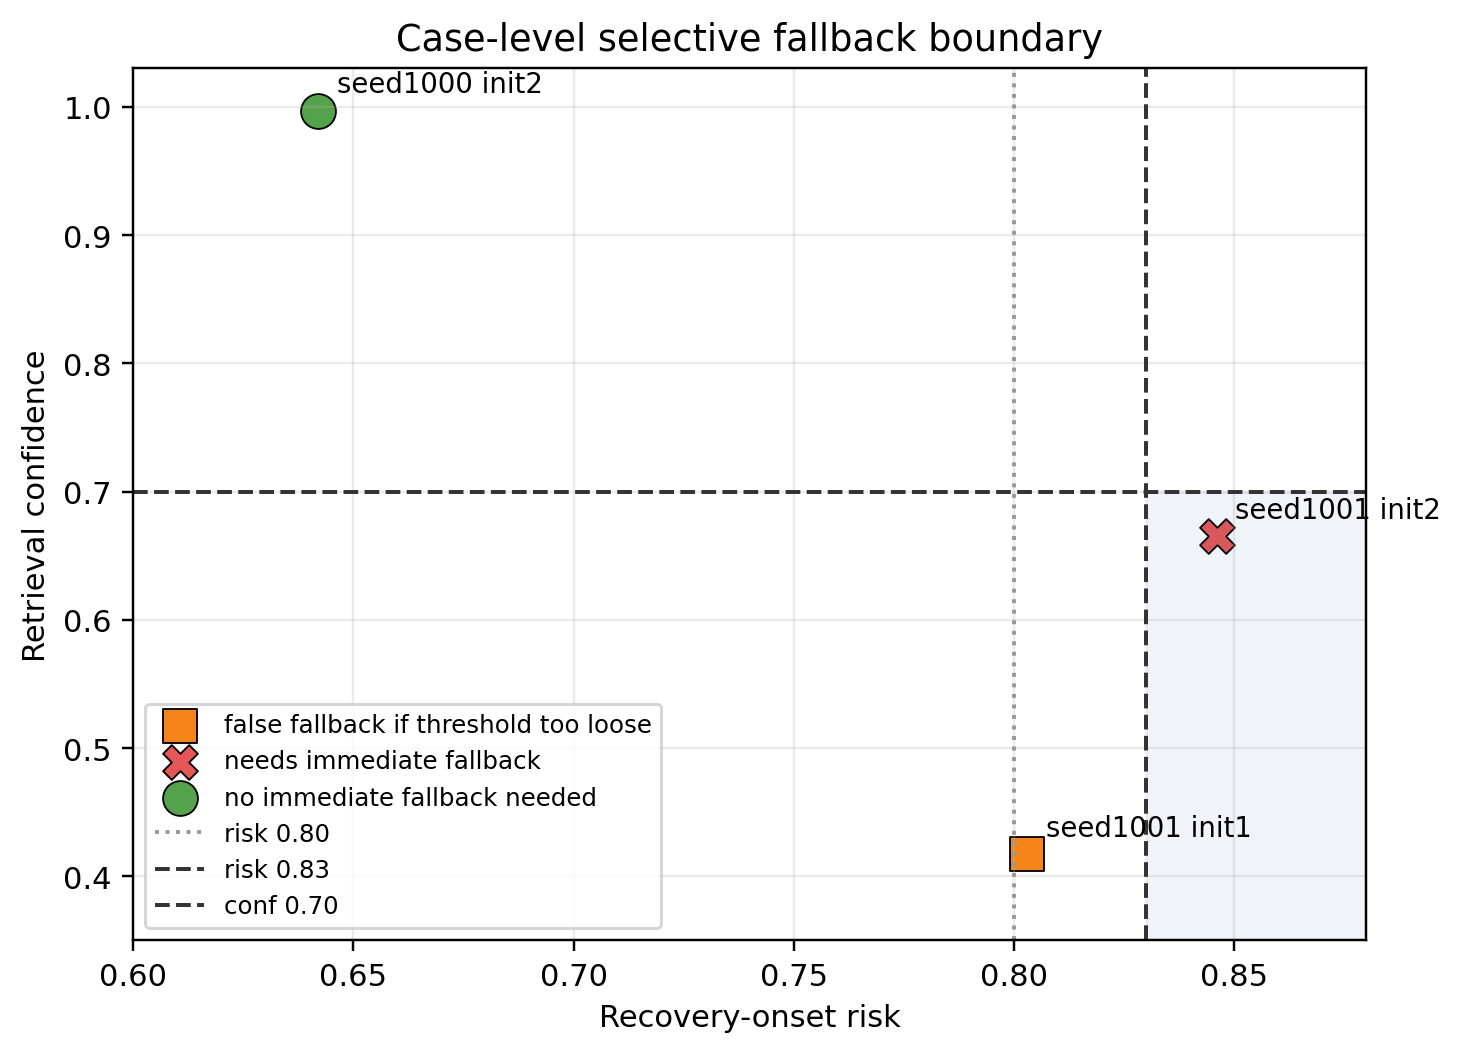 Case-level selective fallback boundary
seed1000 init2
1.0
0.9
0.8
0.7
seed1001 init2
Retrieval confidence
0.6
0.5
0.4
false fallback if threshold too loose
needs immediate fallback
no immediate fallback needed
risk 0.80
risk 0.83
conf 0.70
seed1001 init1
0.60
0.65
0.70
0.75
0.80
0.85
Recovery-onset risk